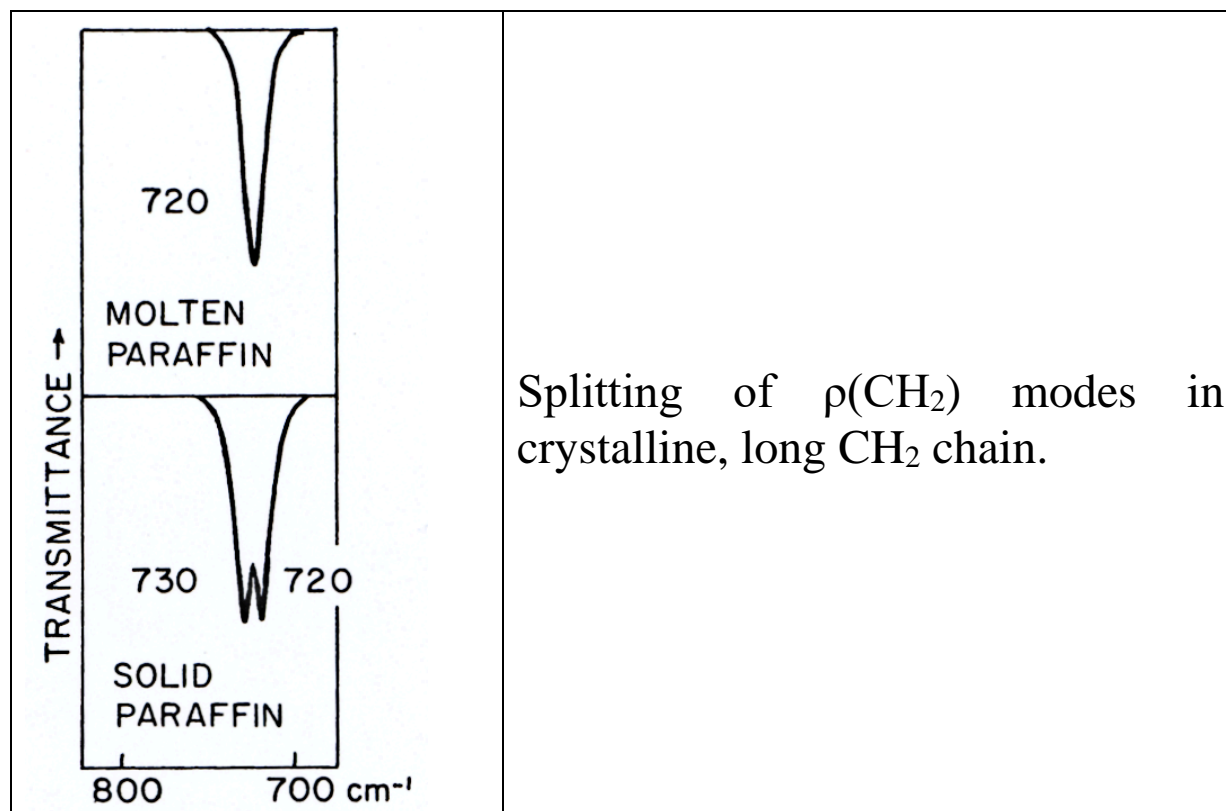 720
MOLTEN
PARAFFIN
TRANSMITTANCE →
730 720
SOLID
PARAFFIN
800 700 cm⁻¹
Splitting of ρ(CH₂) modes in
crystalline, long CH₂ chain.